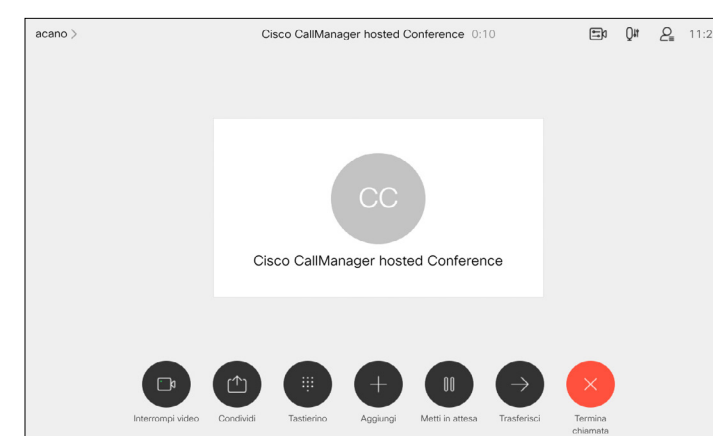 acano >
Cisco CallManager hosted Conference 0:10
11:2
CC
Cisco CallManager hosted Conference
Interrompi video
Condividi
Tastierino
Aggiungi
Metti in attesa
Trasferisci
Termina
chiamata